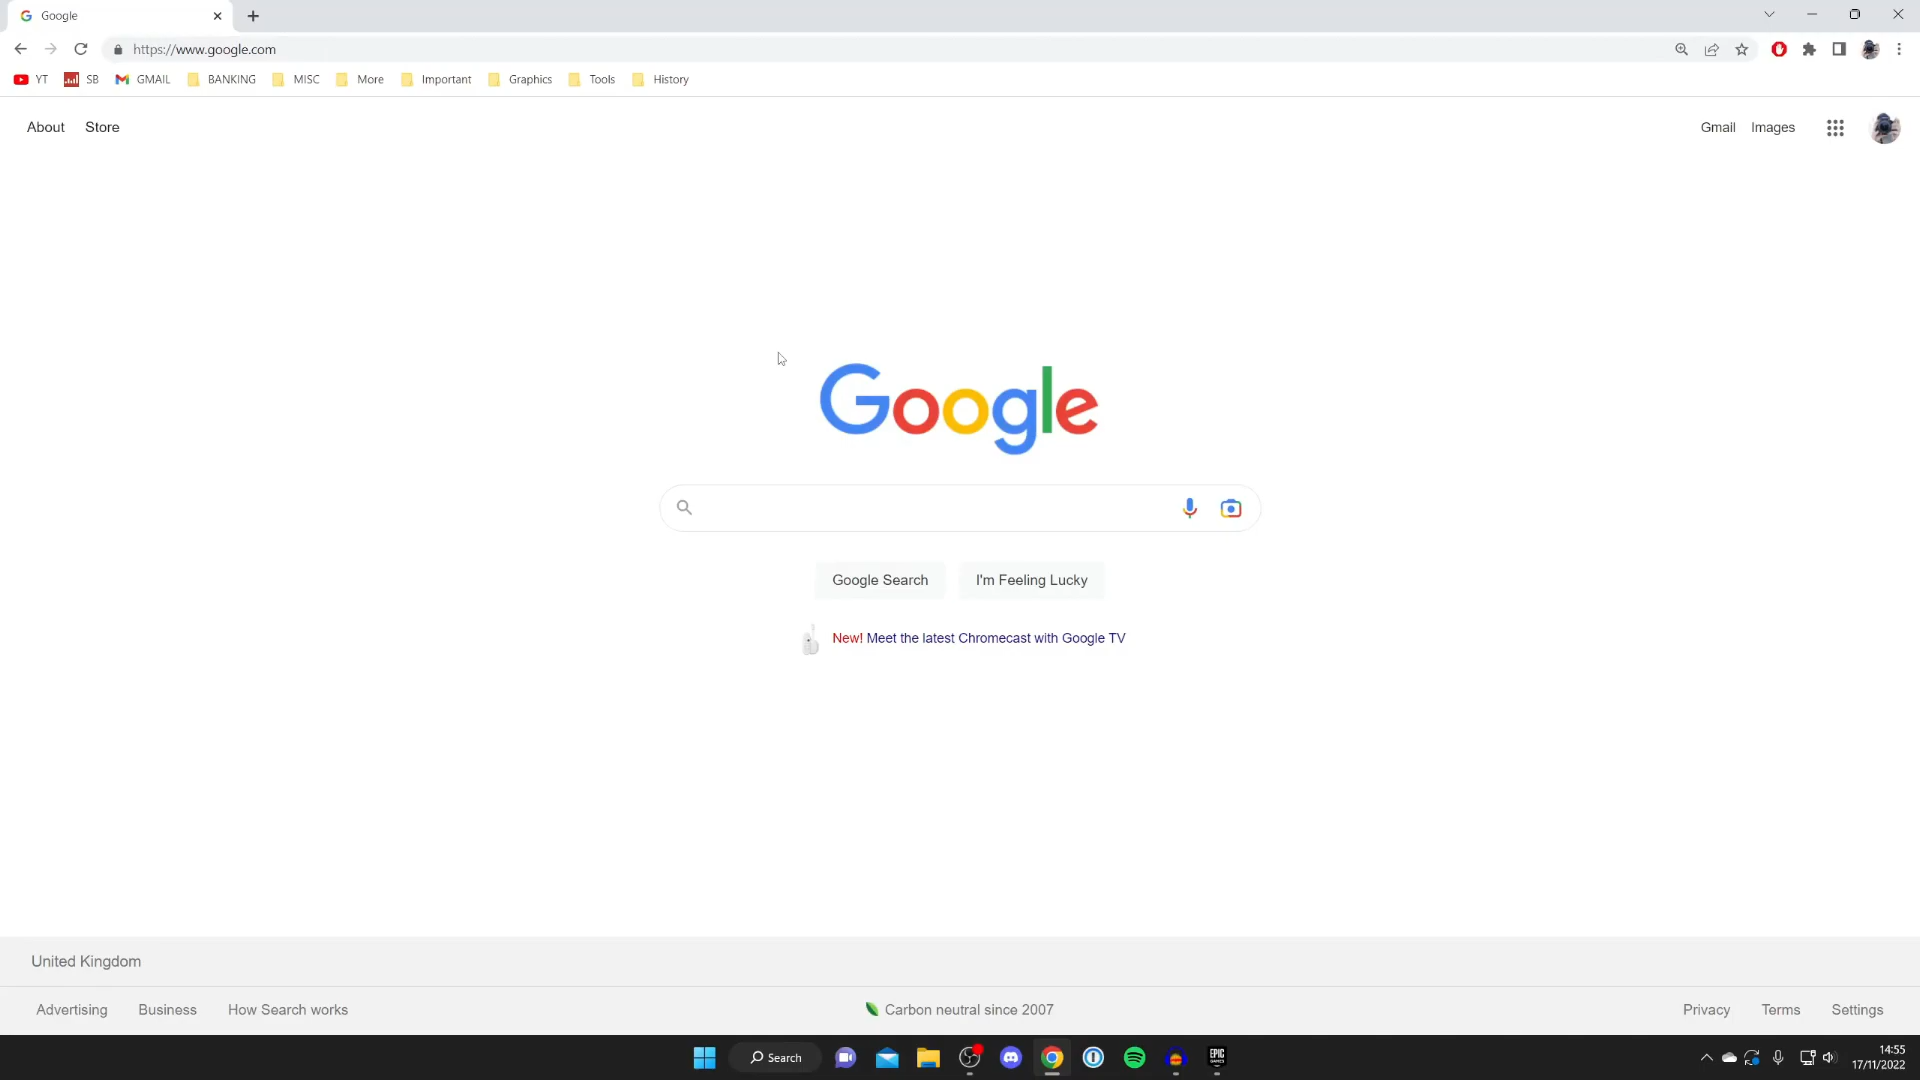 Google
https://www.google.com
YT SB GMAIL BANKING MISC More Important Graphics Tools History
About Store Gmail Images
Google
Google Search I'm Feeling Lucky
New! Meet the latest Chromecast with Google TV
United Kingdom
Advertising Business How Search works Carbon neutral since 2007 Privacy Terms Settings
Search EPIC GAMES 14:55
17/11/2022